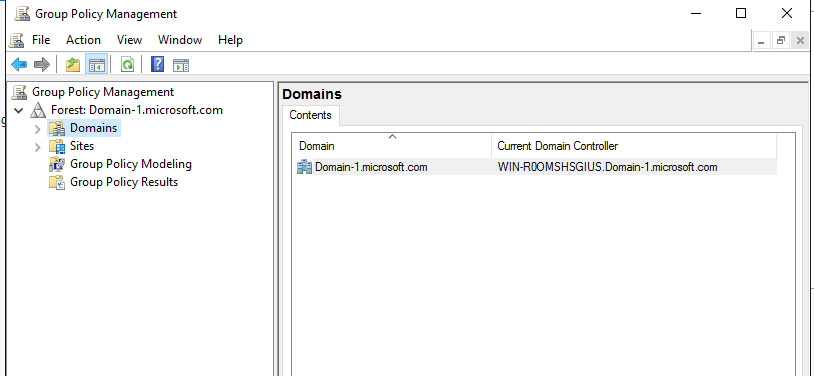 Group Policy Management
File Action View Window Help
Group Policy Management
Forest: Domain-1.microsoft.com
Domains
Sites
Group Policy Modeling
Group Policy Results
Domains
Contents
Domain Current Domain Controller
Domain-1.microsoft.com WIN-R0OMSHSGIUS.Domain-1.microsoft.com